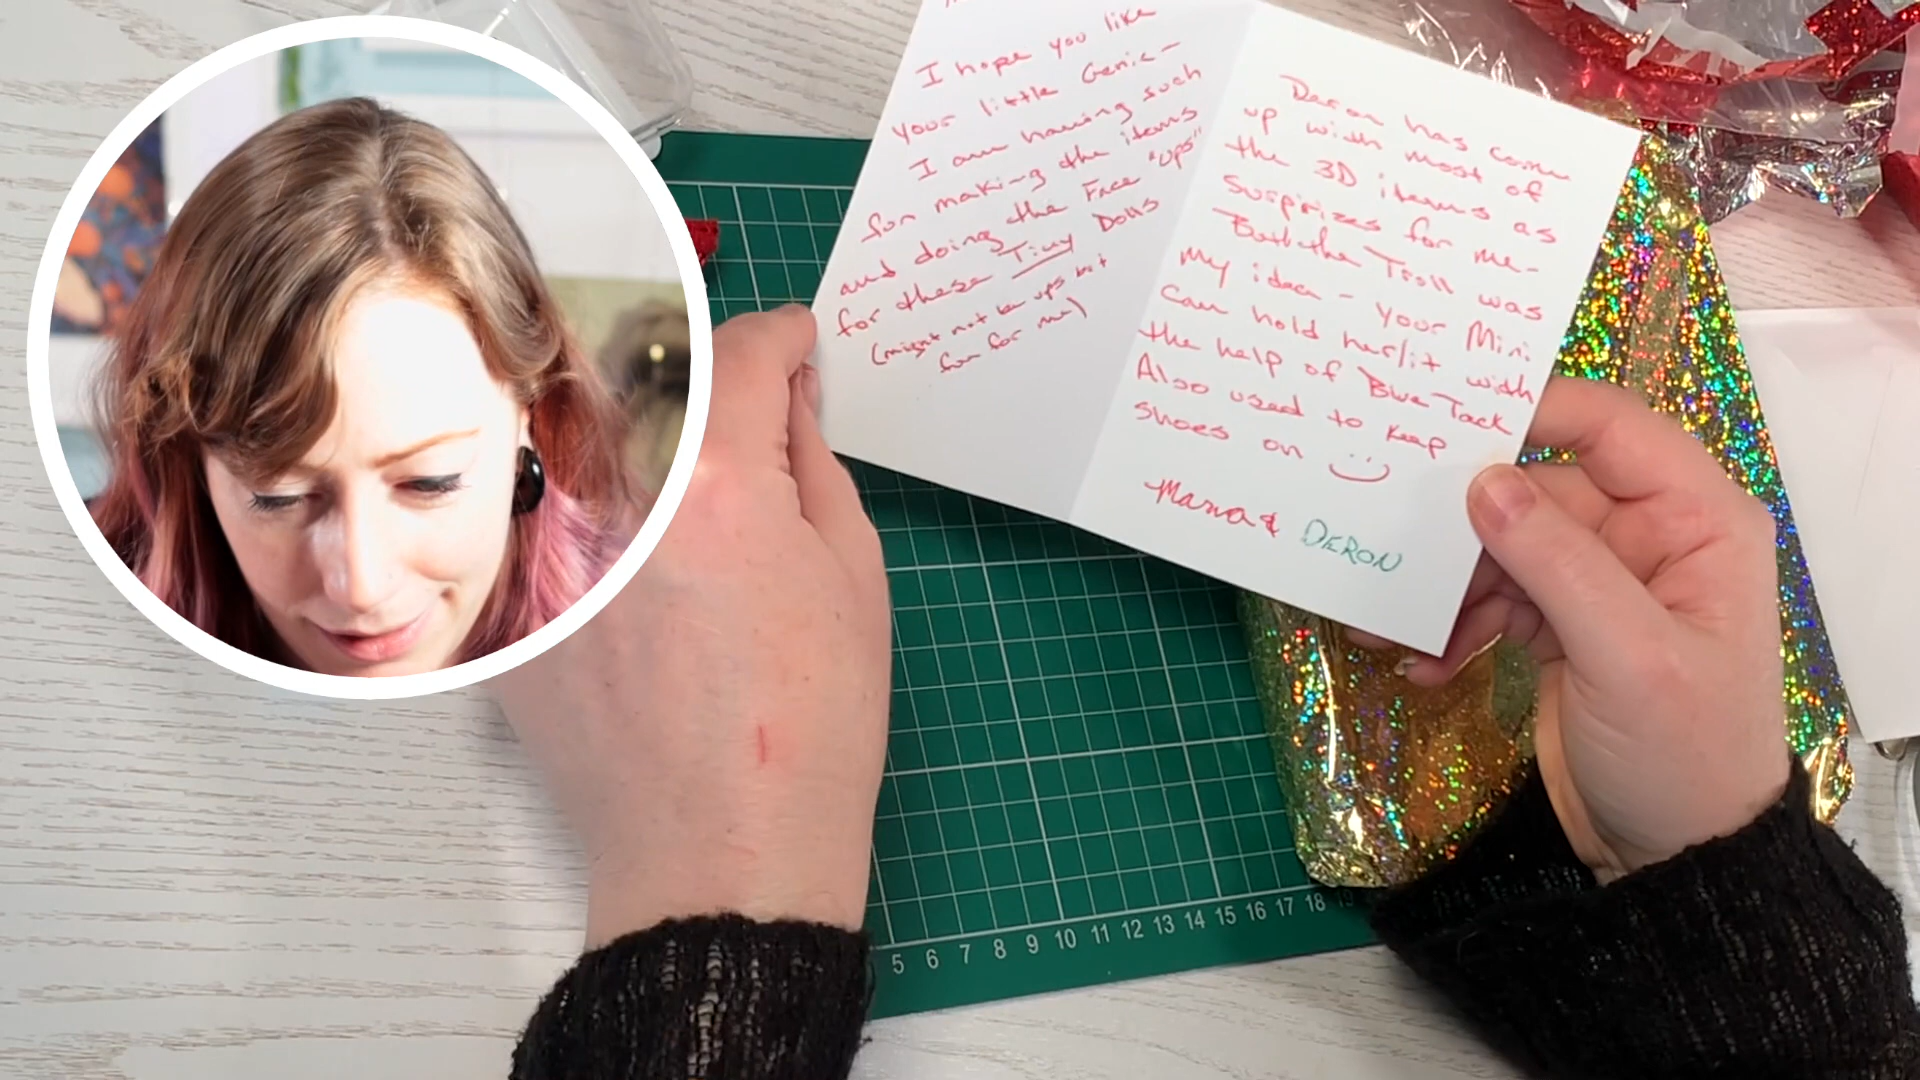 I hope you like
your little Genie -
I am having such
fun making the items
and doing the Face "ups"
for these Tiny Dolls
(might not be ups but
fun for me)
Deron has come
up with most of
the 3D items as
suspirizes for me -
But the Troll was
my idea - your Mini
can hold her/it with
the help of Blue Tack
Also used to keep
shoes on
Maria & DERON
5 6 7 8 9 10 11 12 13 14 15 16 17 18 19